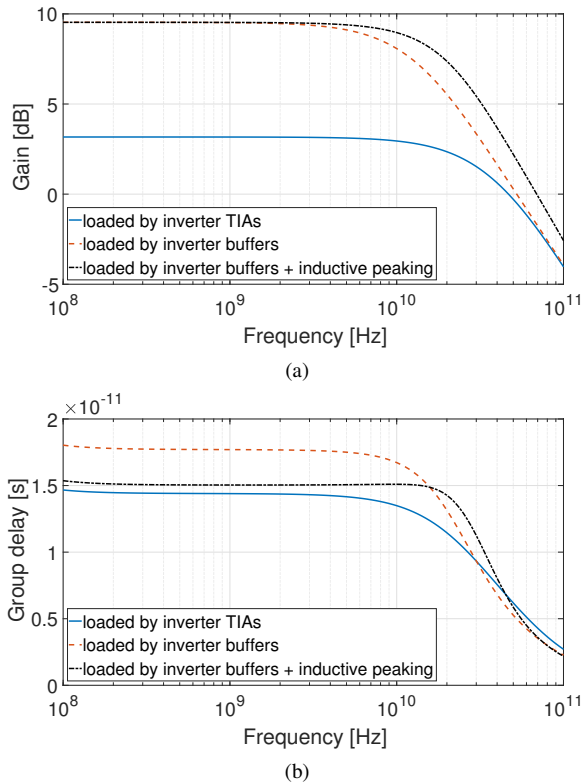 10
5
0
-5
Gain [dB]
loaded by inverter TIAs
loaded by inverter buffers
loaded by inverter buffers + inductive peaking
10^8
10^9
10^10
10^11
Frequency [Hz]
(a)
×10^-11
2
1.5
1
0.5
0
Group delay [s]
loaded by inverter TIAs
loaded by inverter buffers
loaded by inverter buffers + inductive peaking
10^8
10^9
10^10
10^11
Frequency [Hz]
(b)